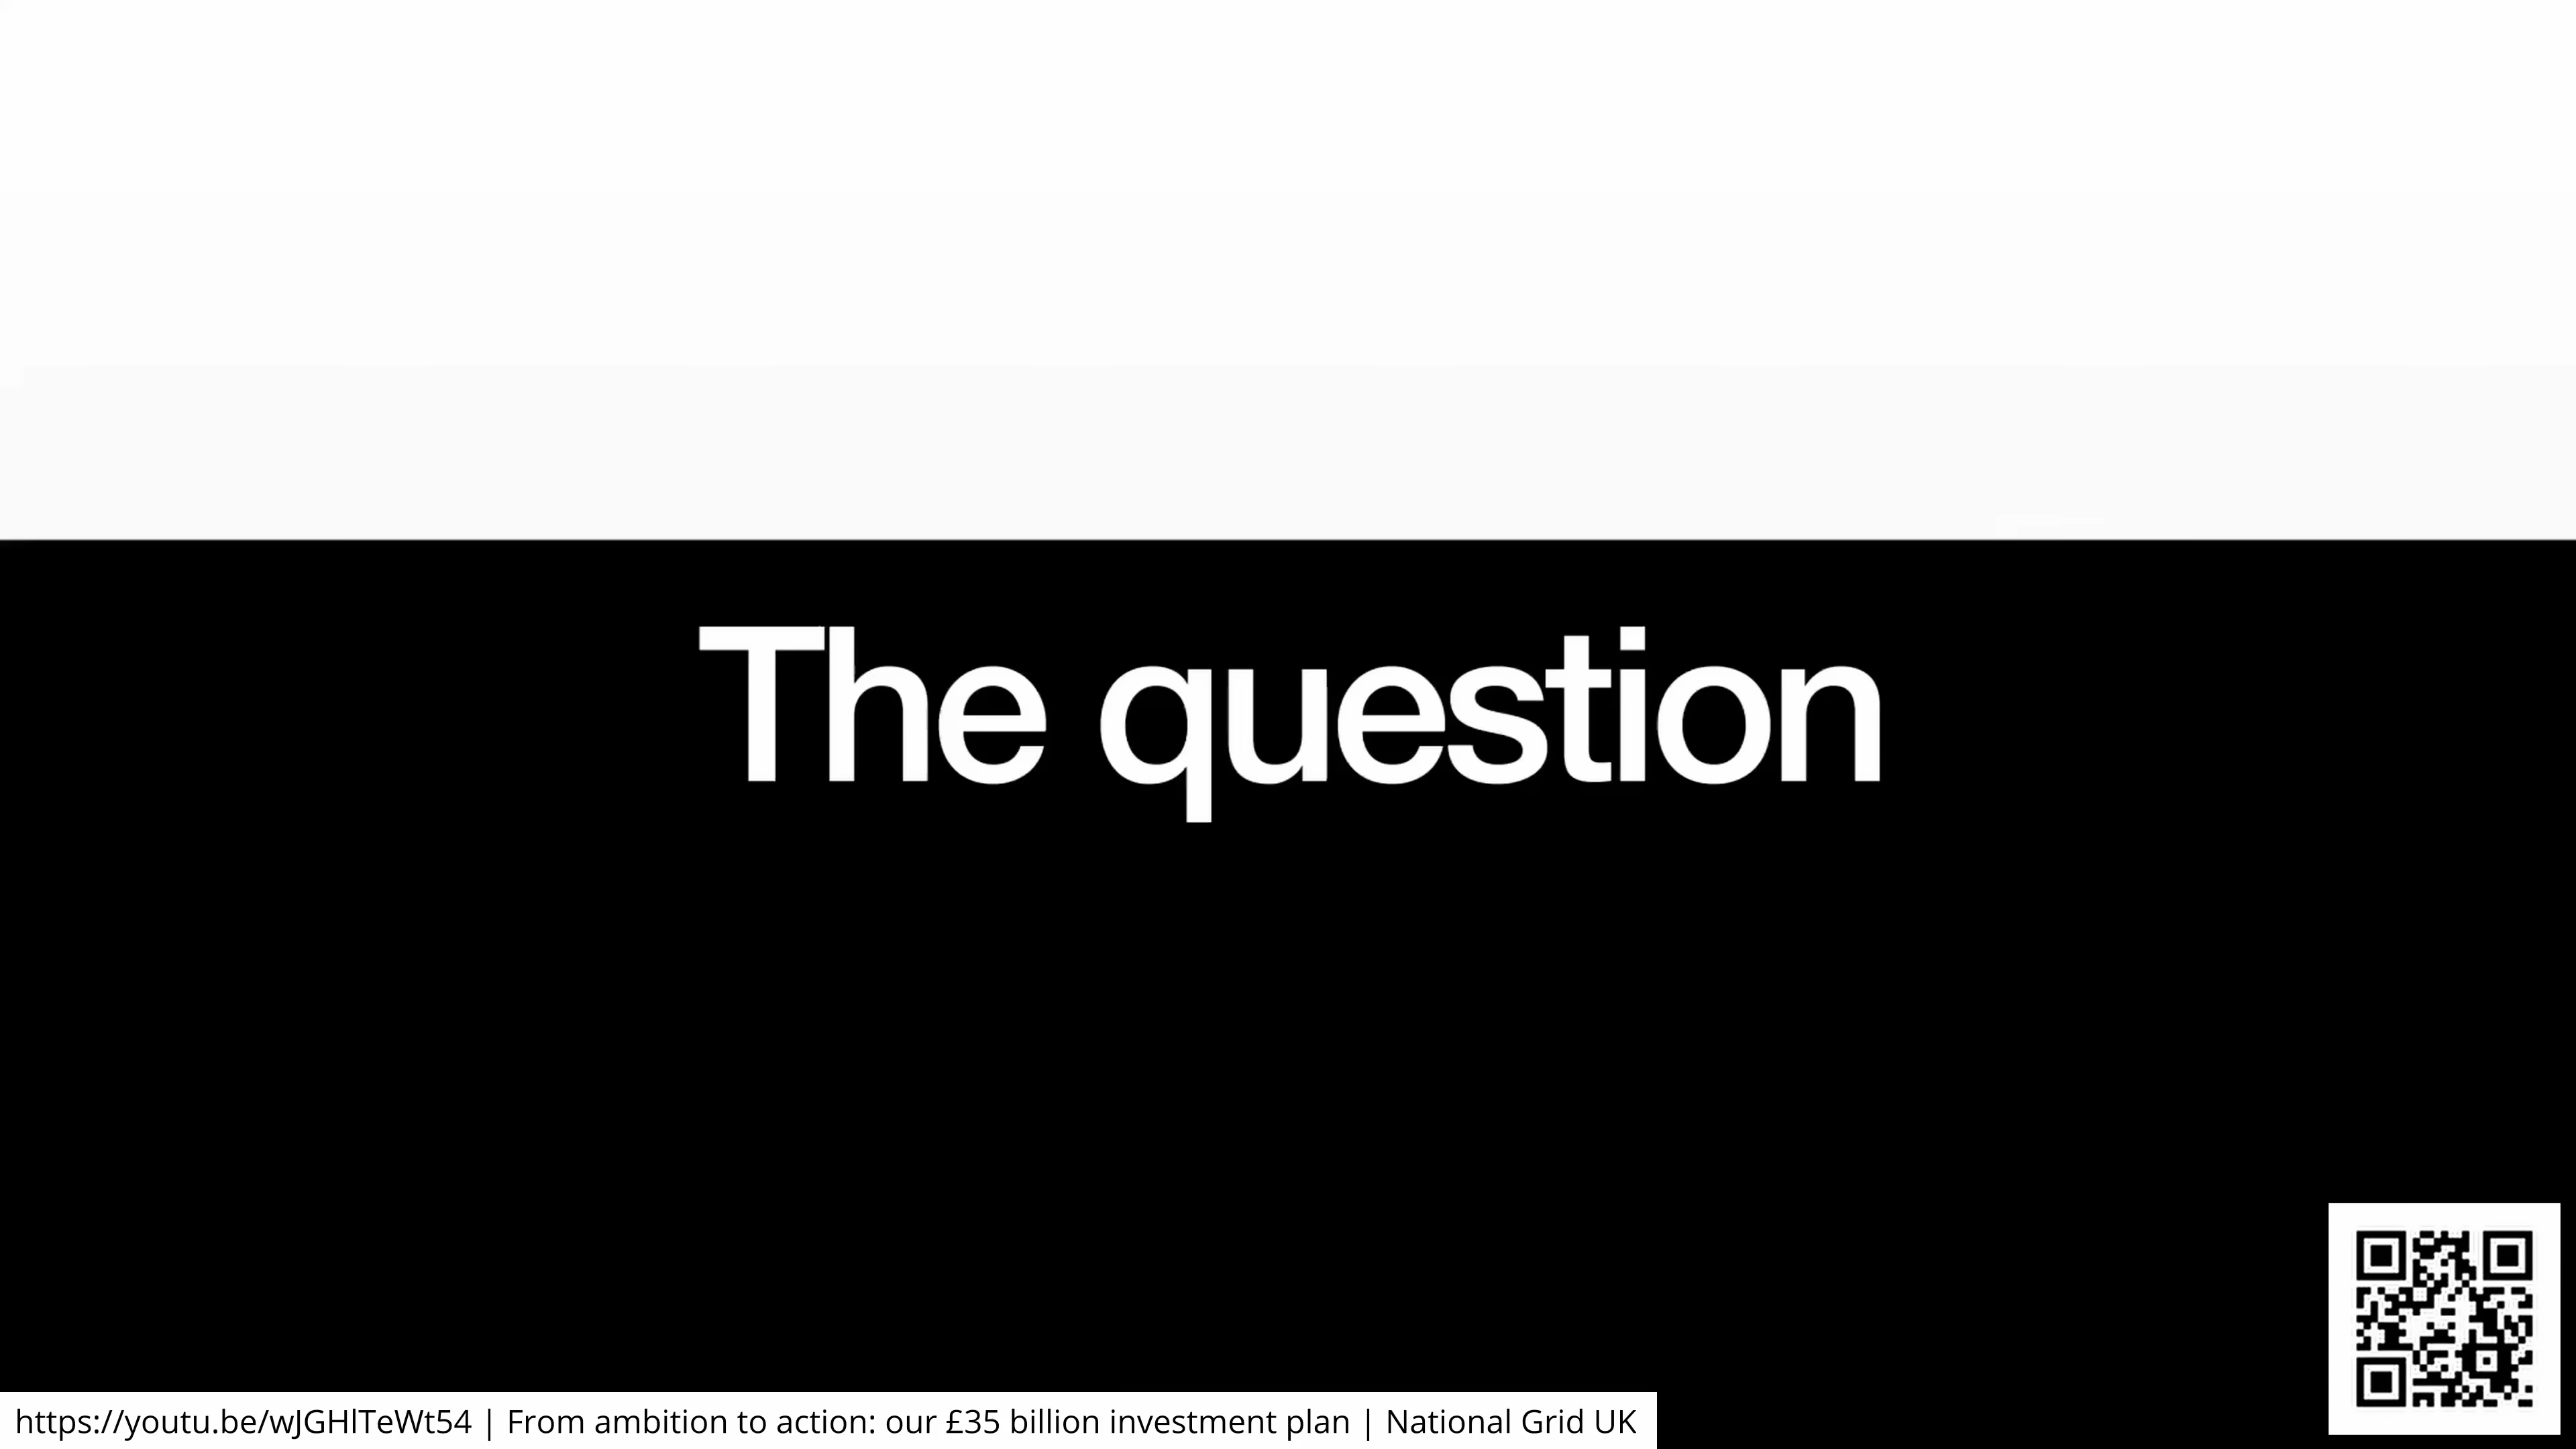 The question
https://youtu.be/wJGHlTeWt54 | From ambition to action: our £35 billion investment plan | National Grid UK